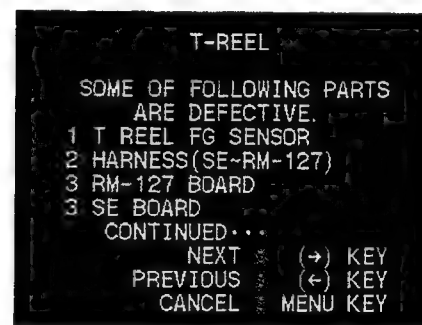 T-REEL
SOME OF FOLLOWING PARTS
ARE DEFECTIVE.
1 T REEL FG SENSOR
2 HARNESS(SE~RM-127)
3 RM-127 BOARD
3 SE BOARD
CONTINUED···
NEXT : (→) KEY
PREVIOUS : (←) KEY
CANCEL : MENU KEY